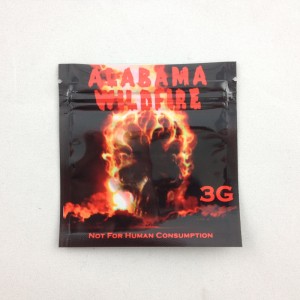 ALABAMA
WILDFIRE
3G
NOT FOR HUMAN CONSUMPTION